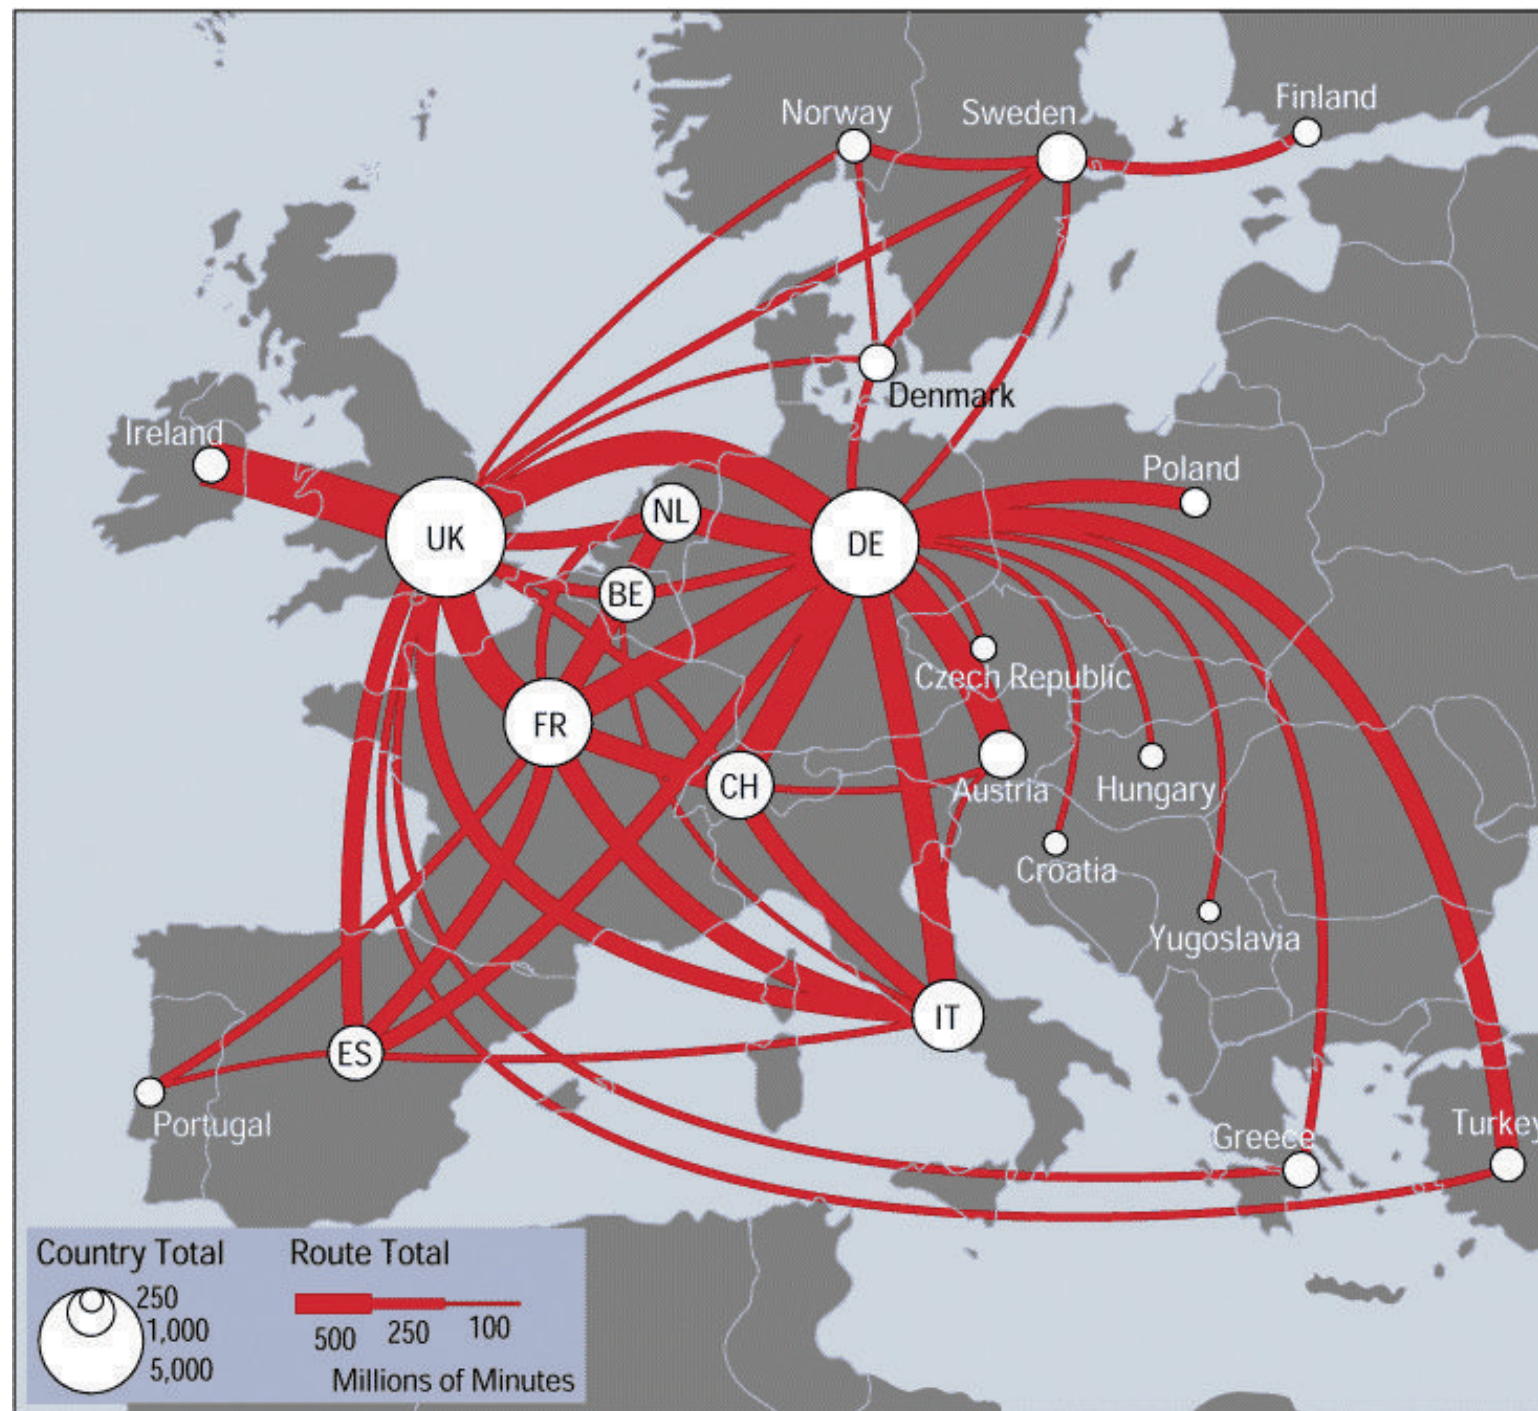 Norway
Sweden
Finland
Denmark
Ireland
Poland
UK
NL
DE
BE
Czech Republic
FR
CH
Austria
Hungary
Croatia
Yugoslavia
IT
ES
Portugal
Greece
Turkey
Country Total
250
1,000
5,000
Route Total
500
250
100
Millions of Minutes